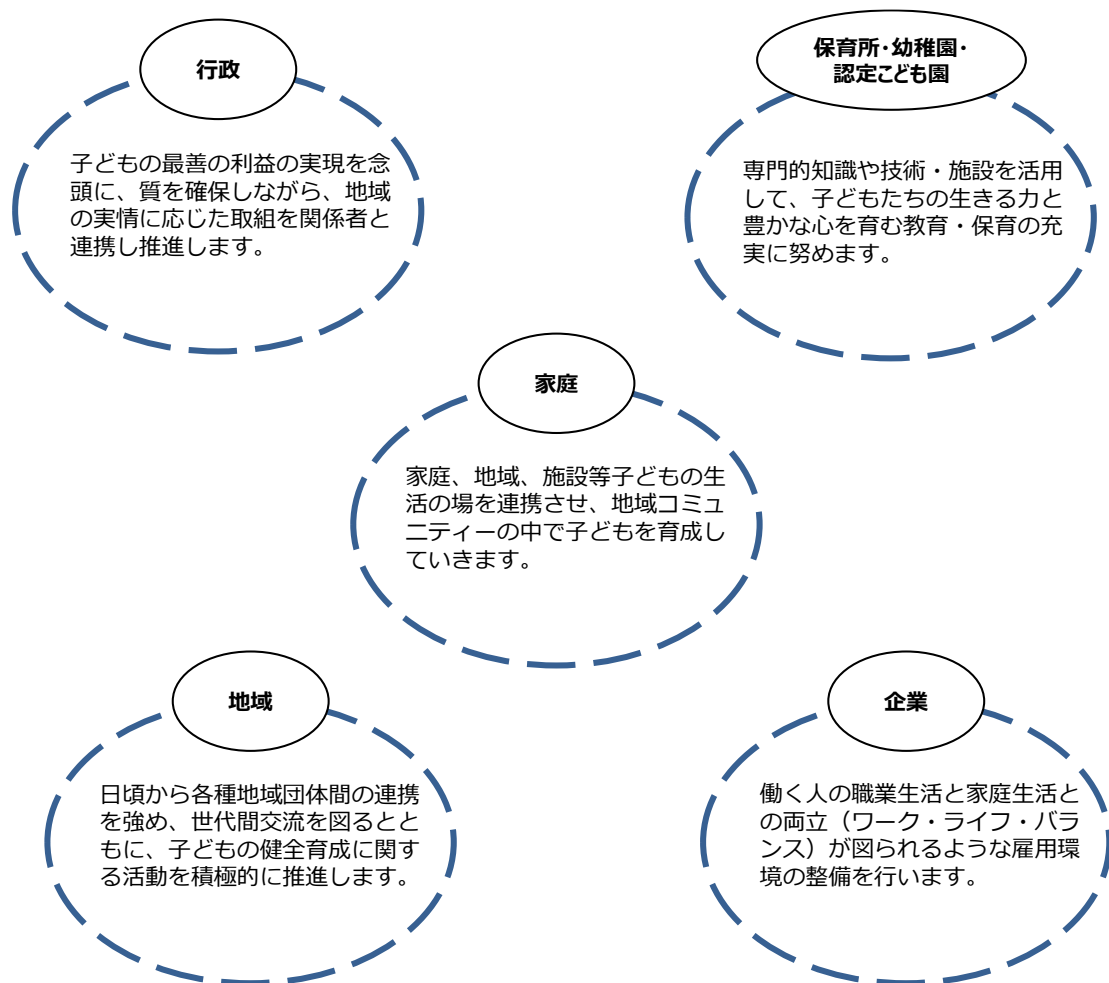 行政
子どもの最善の利益の実現を念
頭に、質を確保しながら、地域
の実情に応じた取組を関係者と
連携し推進します。
保育所・幼稚園・
認定こども園
専門的知識や技術・施設を活用
して、子どもたちの生きる力と
豊かな心を育む教育・保育の充
実に努めます。
家庭
家庭、地域、施設等子どもの生
活の場を連携させ、地域コミュ
ニティーの中で子どもを育成し
ていきます。
地域
日頃から各種地域団体間の連携
を強め、世代間交流を図るとと
もに、子どもの健全育成に関す
る活動を積極的に推進します。
企業
働く人の職業生活と家庭生活と
の両立（ワーク・ライフ・バラ
ンス）が図られるような雇用環
境の整備を行います。